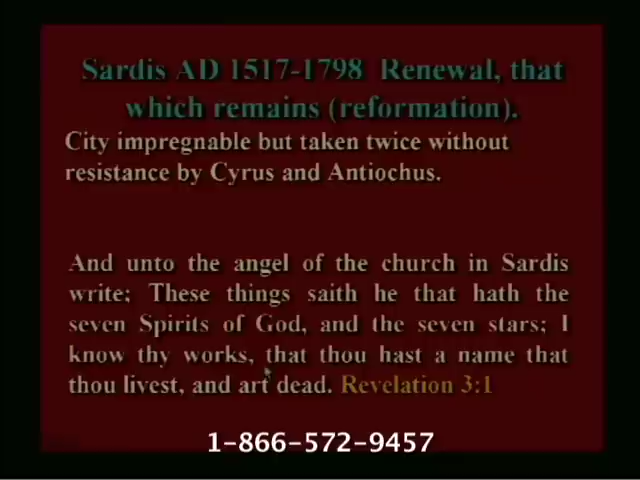 Sardis AD 1517-1798 Renewal, that
which remains (reformation).
City impregnable but taken twice without
resistance by Cyrus and Antiochus.
And unto the angel of the church in Sardis
write; These things saith he that hath the
seven Spirits of God, and the seven stars; I
know thy works, that thou hast a name that
thou livest, and art dead. Revelation 3:1
1-866-572-9457